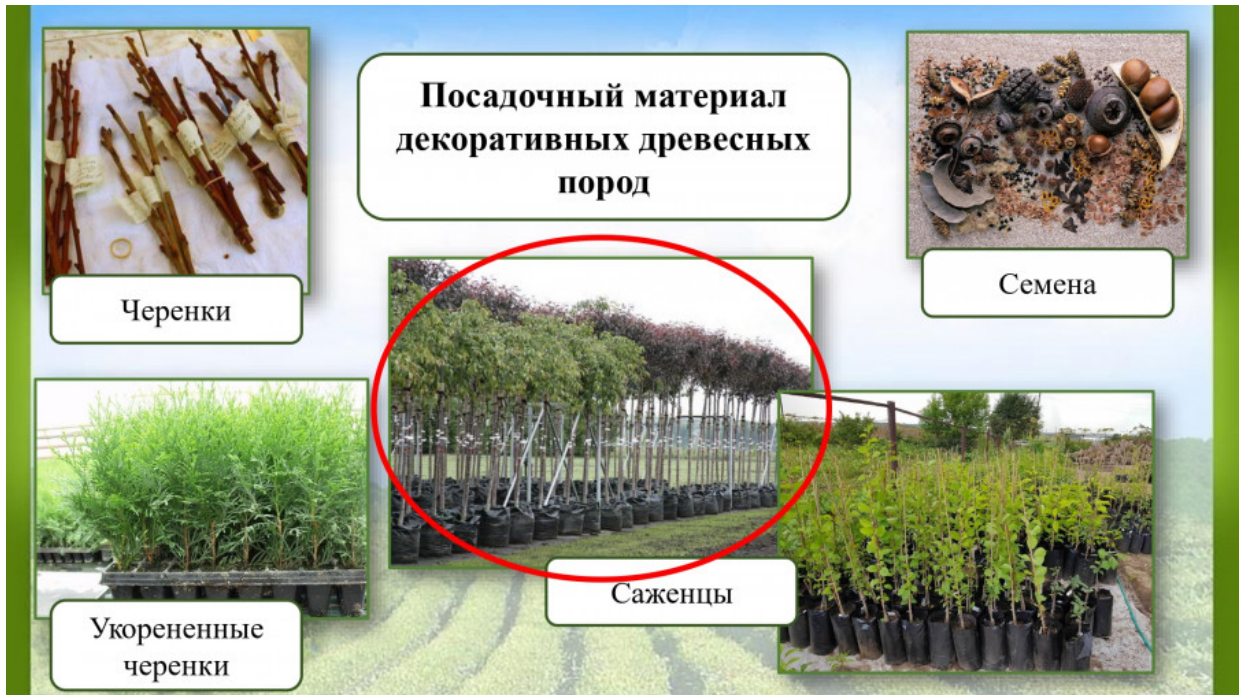 Посадочный материал
декоративных древесных
пород
Черенки
Семена
Саженцы
Укорененные
черенки